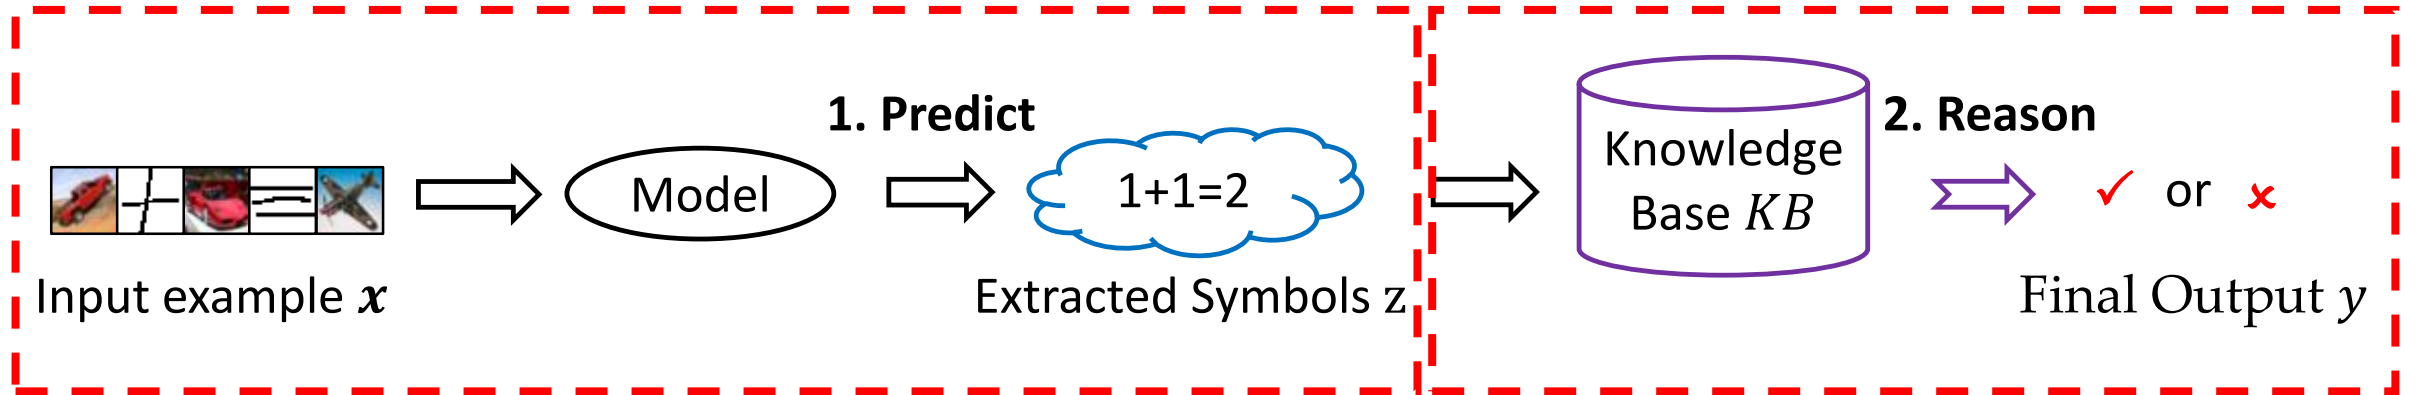 1. Predict
Model
1+1=2
Input example x
Extracted Symbols z
Knowledge
Base KB
2. Reason
✓ or ✘
Final Output y